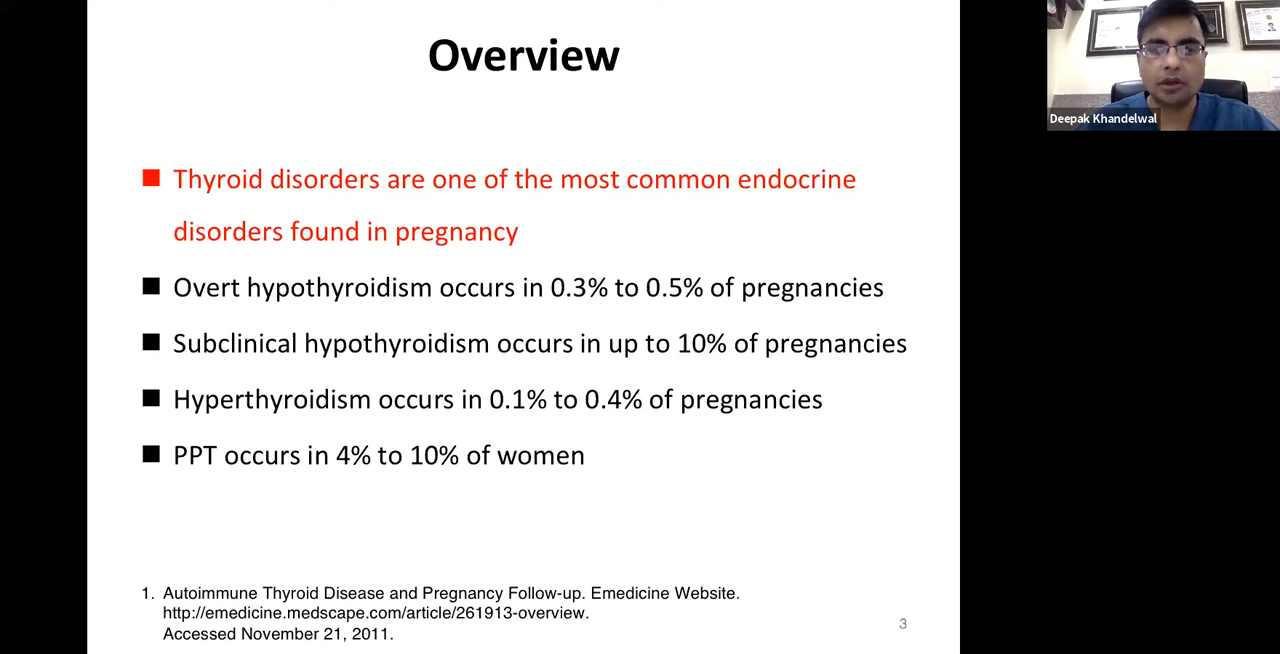 Overview
Deepak Khandelwal
Thyroid disorders are one of the most common endocrine
disorders found in pregnancy
Overt hypothyroidism occurs in 0.3% to 0.5% of pregnancies
Subclinical hypothyroidism occurs in up to 10% of pregnancies
Hyperthyroidism occurs in 0.1% to 0.4% of pregnancies
PPT occurs in 4% to 10% of women
1. Autoimmune Thyroid Disease and Pregnancy Follow-up. Emedicine Website.
http://emedicine.medscape.com/article/261913-overview.
Accessed November 21, 2011.
3